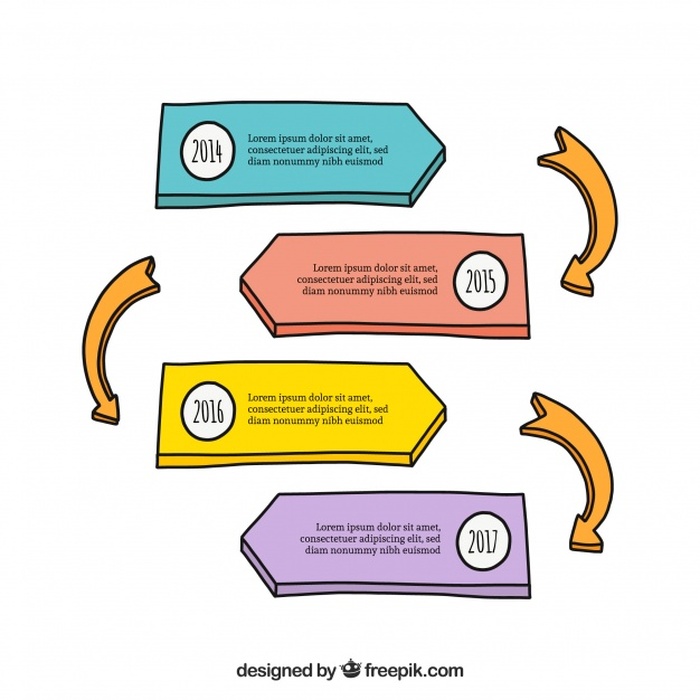 2014
Lorem ipsum dolor sit amet,
consectetuer adipiscing elit, sed
diam nonummy nibh euismod
Lorem ipsum dolor sit amet,
consectetuer adipiscing elit, sed
diam nonummy nibh euismod
2015
2016
Lorem ipsum dolor sit amet,
consectetuer adipiscing elit, sed
diam nonummy nibh euismod
Lorem ipsum dolor sit amet,
consectetuer adipiscing elit, sed
diam nonummy nibh euismod
2017
designed by freepik.com